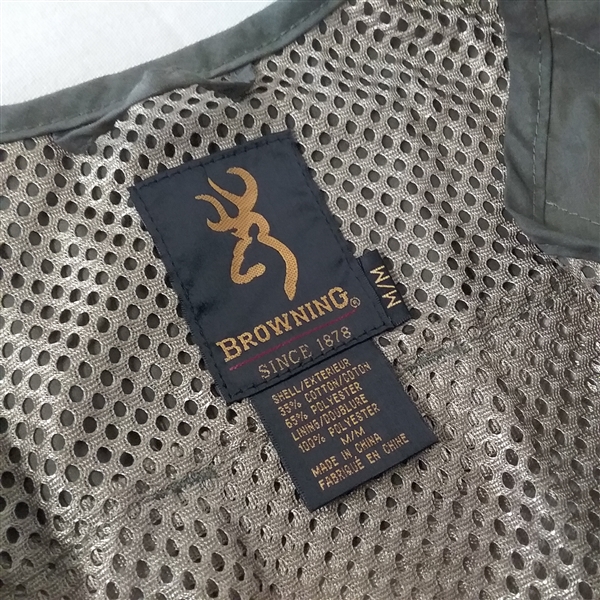 BROWNING®
SINCE 1878
M/M
SHELL/EXTERIEUR
35% COTTON/COTON
65% POLYESTER
LINING/DOUBLURE
100% POLYESTER
M/M
MADE IN CHINA
FABRIQUE EN CHINE